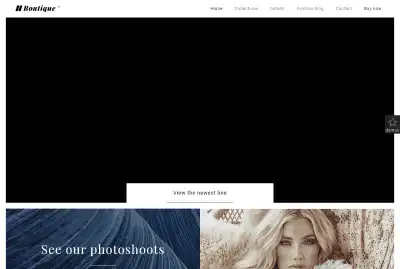 Boutique
Home Collections Details Fashion blog Contact Buy now
demos
View the newest line
See our photoshoots